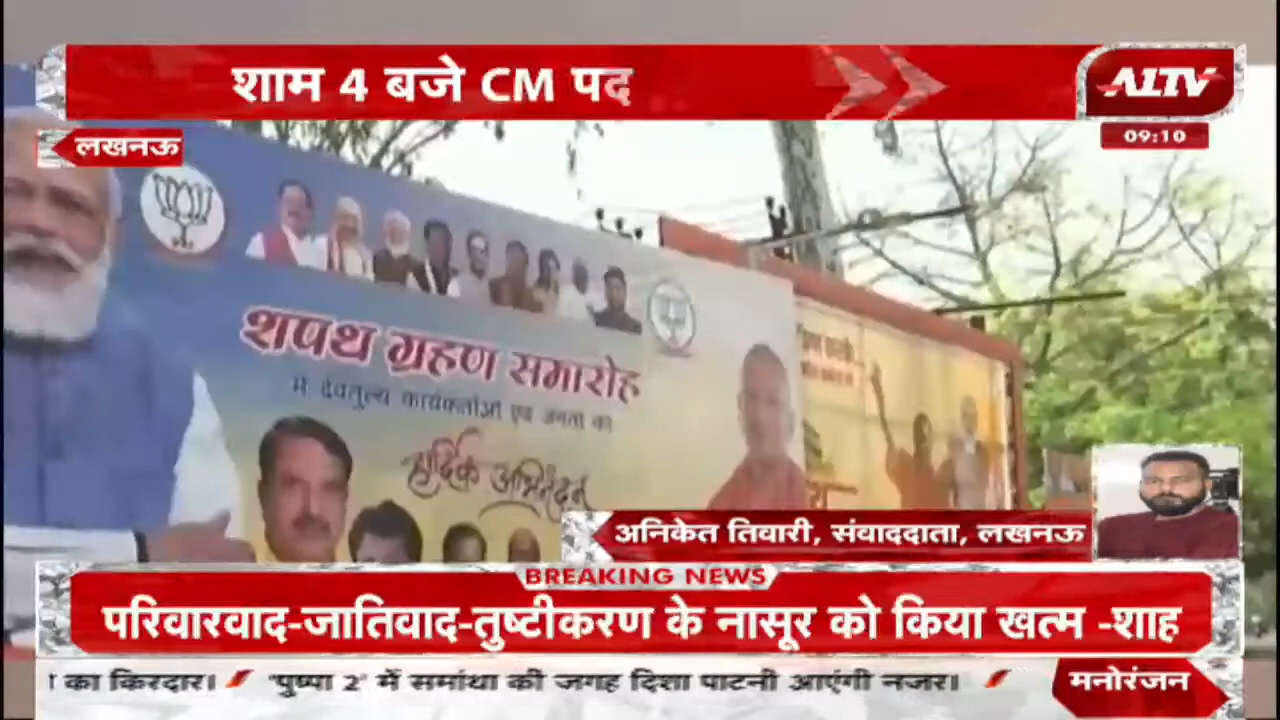 शाम 4 बजे CM पद
ALTV
09:10
लखनऊ
शपथ ग्रहण समारोह
में देवतुल्य कार्यकर्ताओं एवं जनता का
हार्दिक अभिनंदन
अनिकेत तिवारी, संवाददाता, लखनऊ
BREAKING NEWS
परिवारवाद-जातिवाद-तुष्टीकरण के नासूर को किया खत्म -शाह
का किरदार। 'पुष्पा 2' में समांथा की जगह दिशा पाटनी आएंगी नजर।
मनोरंजन